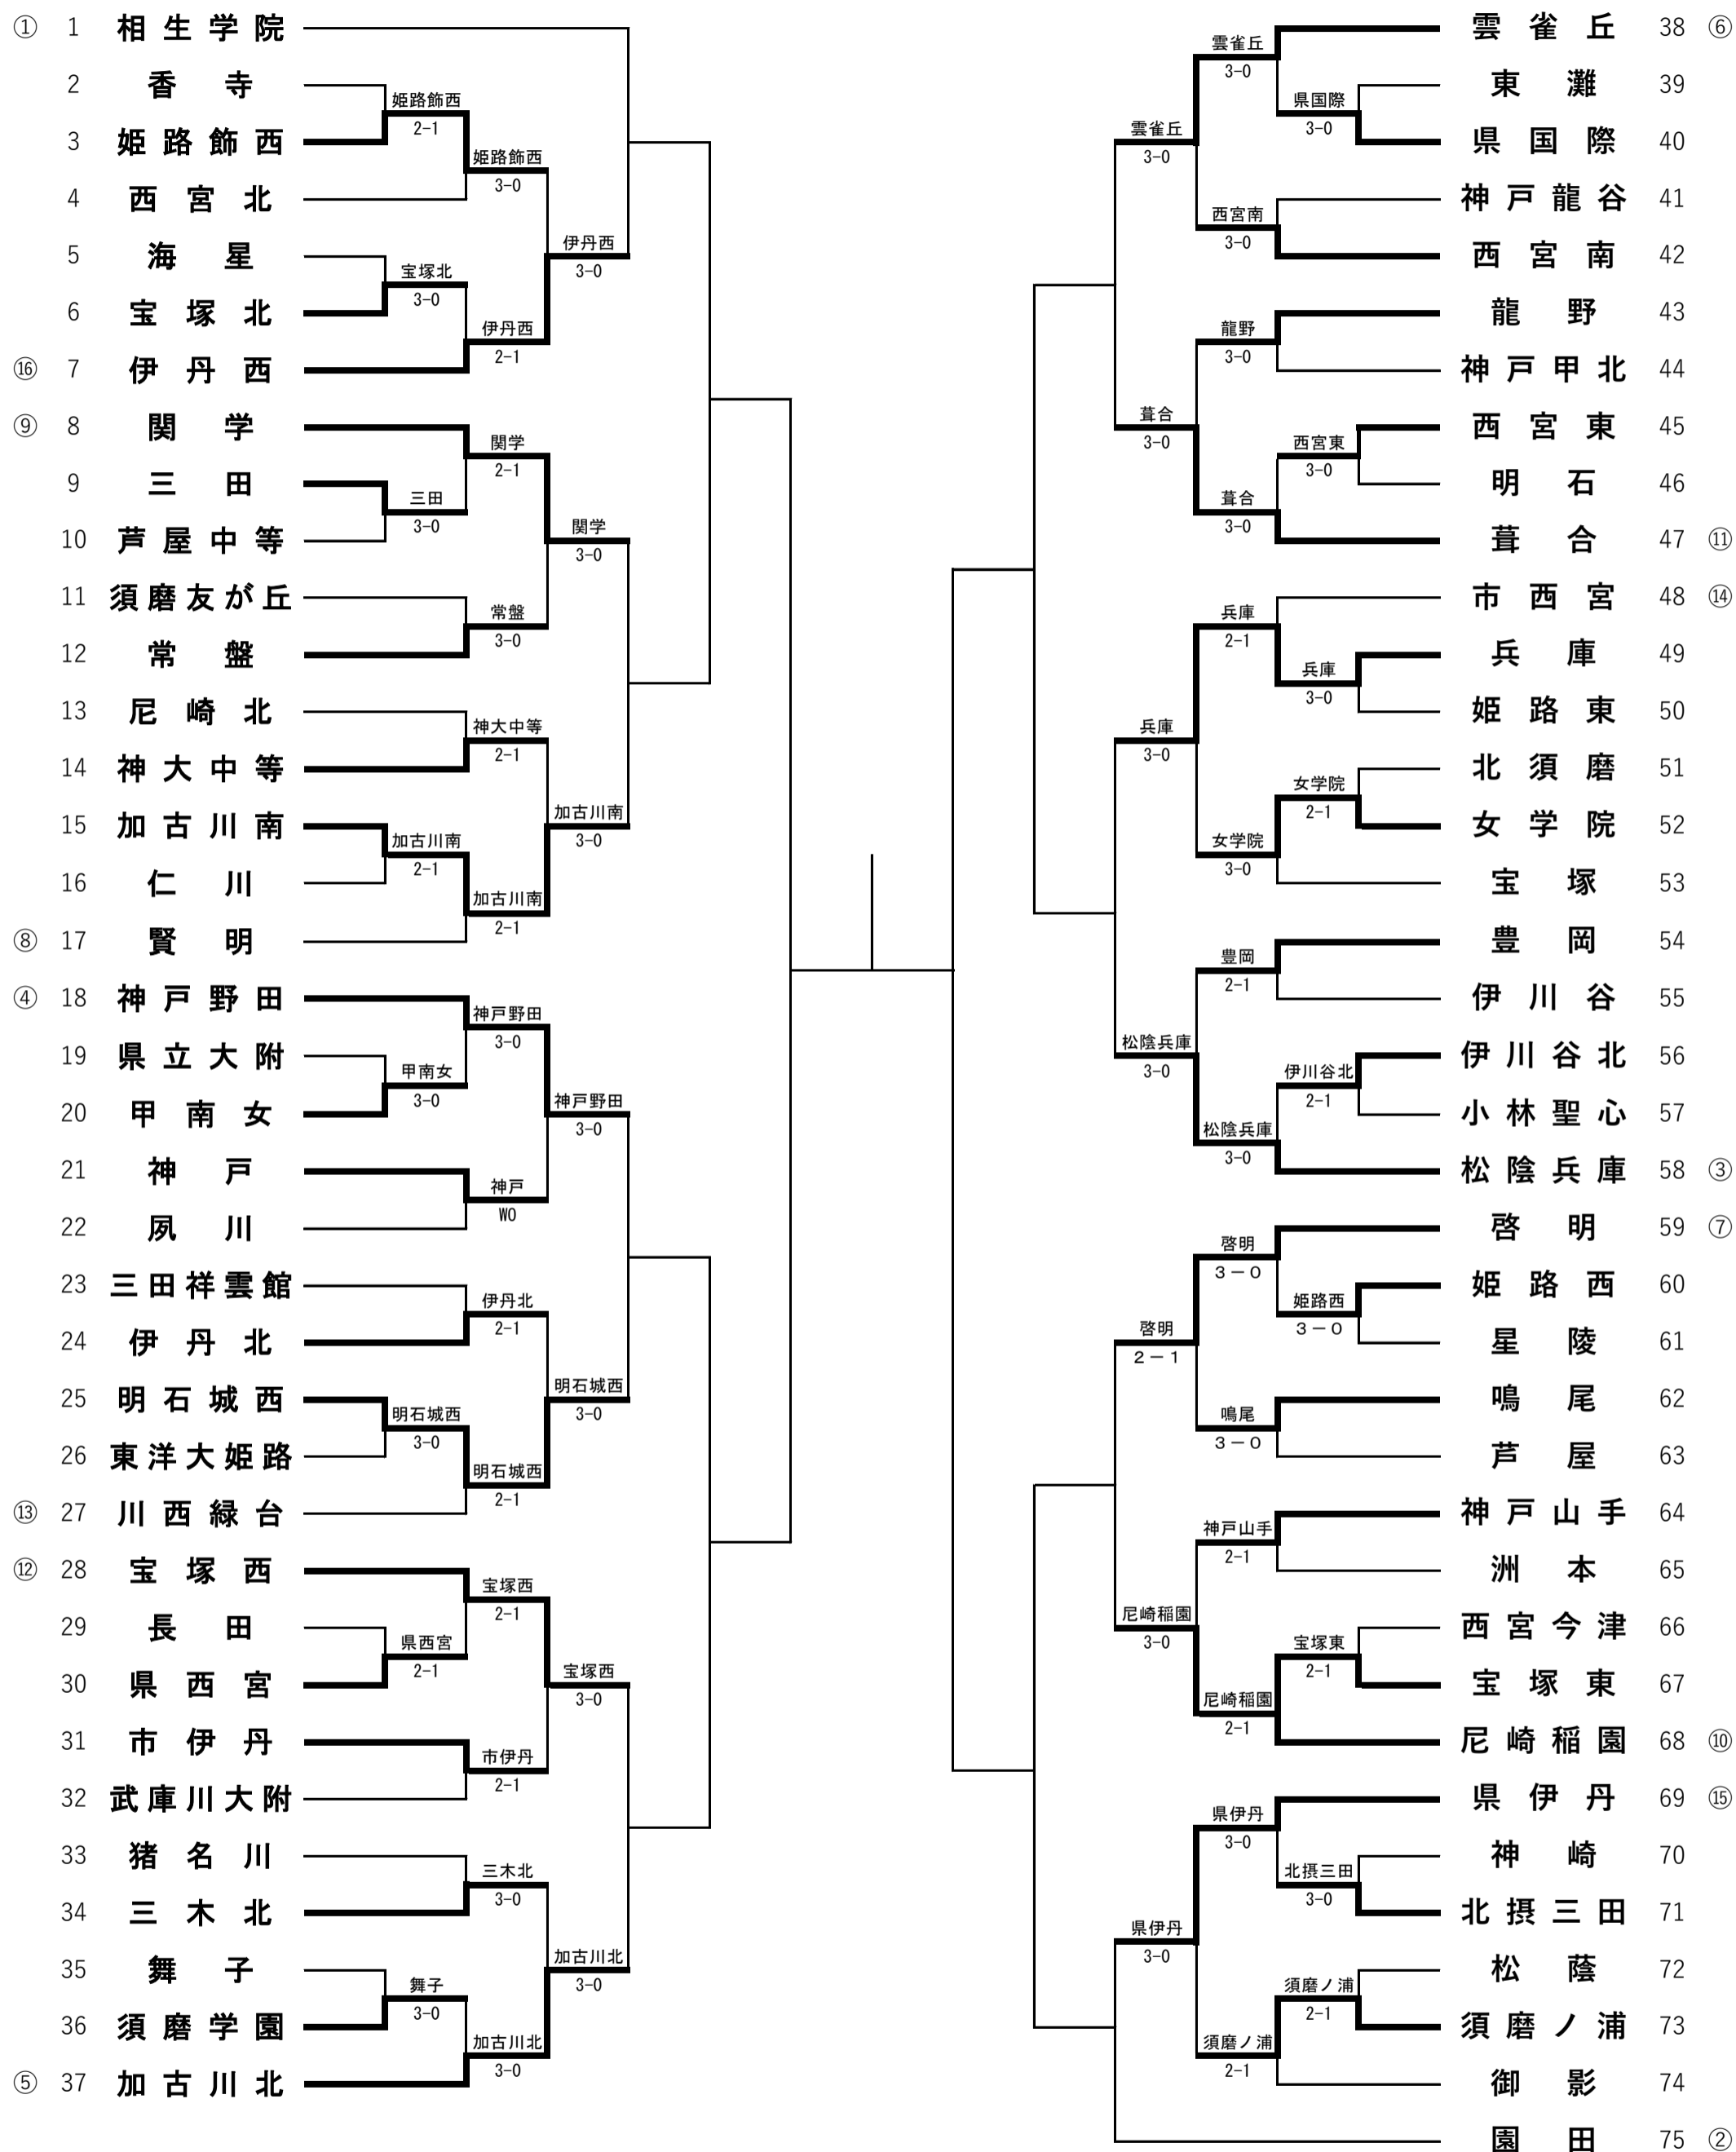 ① 1 相生学院
2 香寺
3 姫路飾西
4 西宮北
5 海星
6 宝塚北
⑯ 7 伊丹西
⑨ 8 関学
9 三田
10 芦屋中等
11 須磨友が丘
12 常盤
13 尼崎北
14 神大中等
15 加古川南
16 仁川
⑧ 17 賢明
④ 18 神戸野田
19 県立大附
20 甲南女
21 神戸
22 夙川
23 三田祥雲館
24 伊丹北
25 明石城西
26 東洋大姫路
⑬ 27 川西緑台
⑫ 28 宝塚西
29 長田
30 県西宮
31 市伊丹
32 武庫川大附
33 猪名川
34 三木北
35 舞子
36 須磨学園
⑤ 37 加古川北
姫路飾西
2-1
宝塚北
3-0
三田
3-0
加古川南
2-1
甲南女
3-0
明石城西
3-0
県西宮
2-1
舞子
3-0
姫路飾西
3-0
伊丹西
2-1
関学
2-1
常盤
3-0
神大中等
2-1
加古川南
2-1
神戸野田
3-0
神戸
WO
伊丹北
2-1
明石城西
2-1
宝塚西
2-1
市伊丹
2-1
三木北
3-0
加古川北
3-0
伊丹西
3-0
関学
3-0
加古川南
3-0
神戸野田
3-0
明石城西
3-0
宝塚西
3-0
加古川北
3-0
雲雀丘
3-0
葺合
3-0
兵庫
3-0
松陰兵庫
3-0
啓明
2－1
尼崎稲園
3-0
県伊丹
3-0
雲雀丘
3-0
西宮南
3-0
龍野
3-0
葺合
3-0
兵庫
2-1
女学院
3-0
豊岡
2-1
松陰兵庫
3-0
啓明
3－0
鳴尾
3－0
神戸山手
2-1
尼崎稲園
2-1
県伊丹
3-0
須磨ノ浦
2-1
県国際
3-0
西宮東
3-0
兵庫
3-0
女学院
2-1
伊川谷北
2-1
姫路西
3－0
宝塚東
2-1
北摂三田
3-0
須磨ノ浦
2-1
雲雀丘 38 ⑥
東灘 39
県国際 40
神戸龍谷 41
西宮南 42
龍野 43
神戸甲北 44
西宮東 45
明石 46
葺合 47 ⑪
市西宮 48 ⑭
兵庫 49
姫路東 50
北須磨 51
女学院 52
宝塚 53
豊岡 54
伊川谷 55
伊川谷北 56
小林聖心 57
松陰兵庫 58 ③
啓明 59 ⑦
姫路西 60
星陵 61
鳴尾 62
芦屋 63
神戸山手 64
洲本 65
西宮今津 66
宝塚東 67
尼崎稲園 68 ⑩
県伊丹 69 ⑮
神崎 70
北摂三田 71
松蔭 72
須磨ノ浦 73
御影 74
園田 75 ②